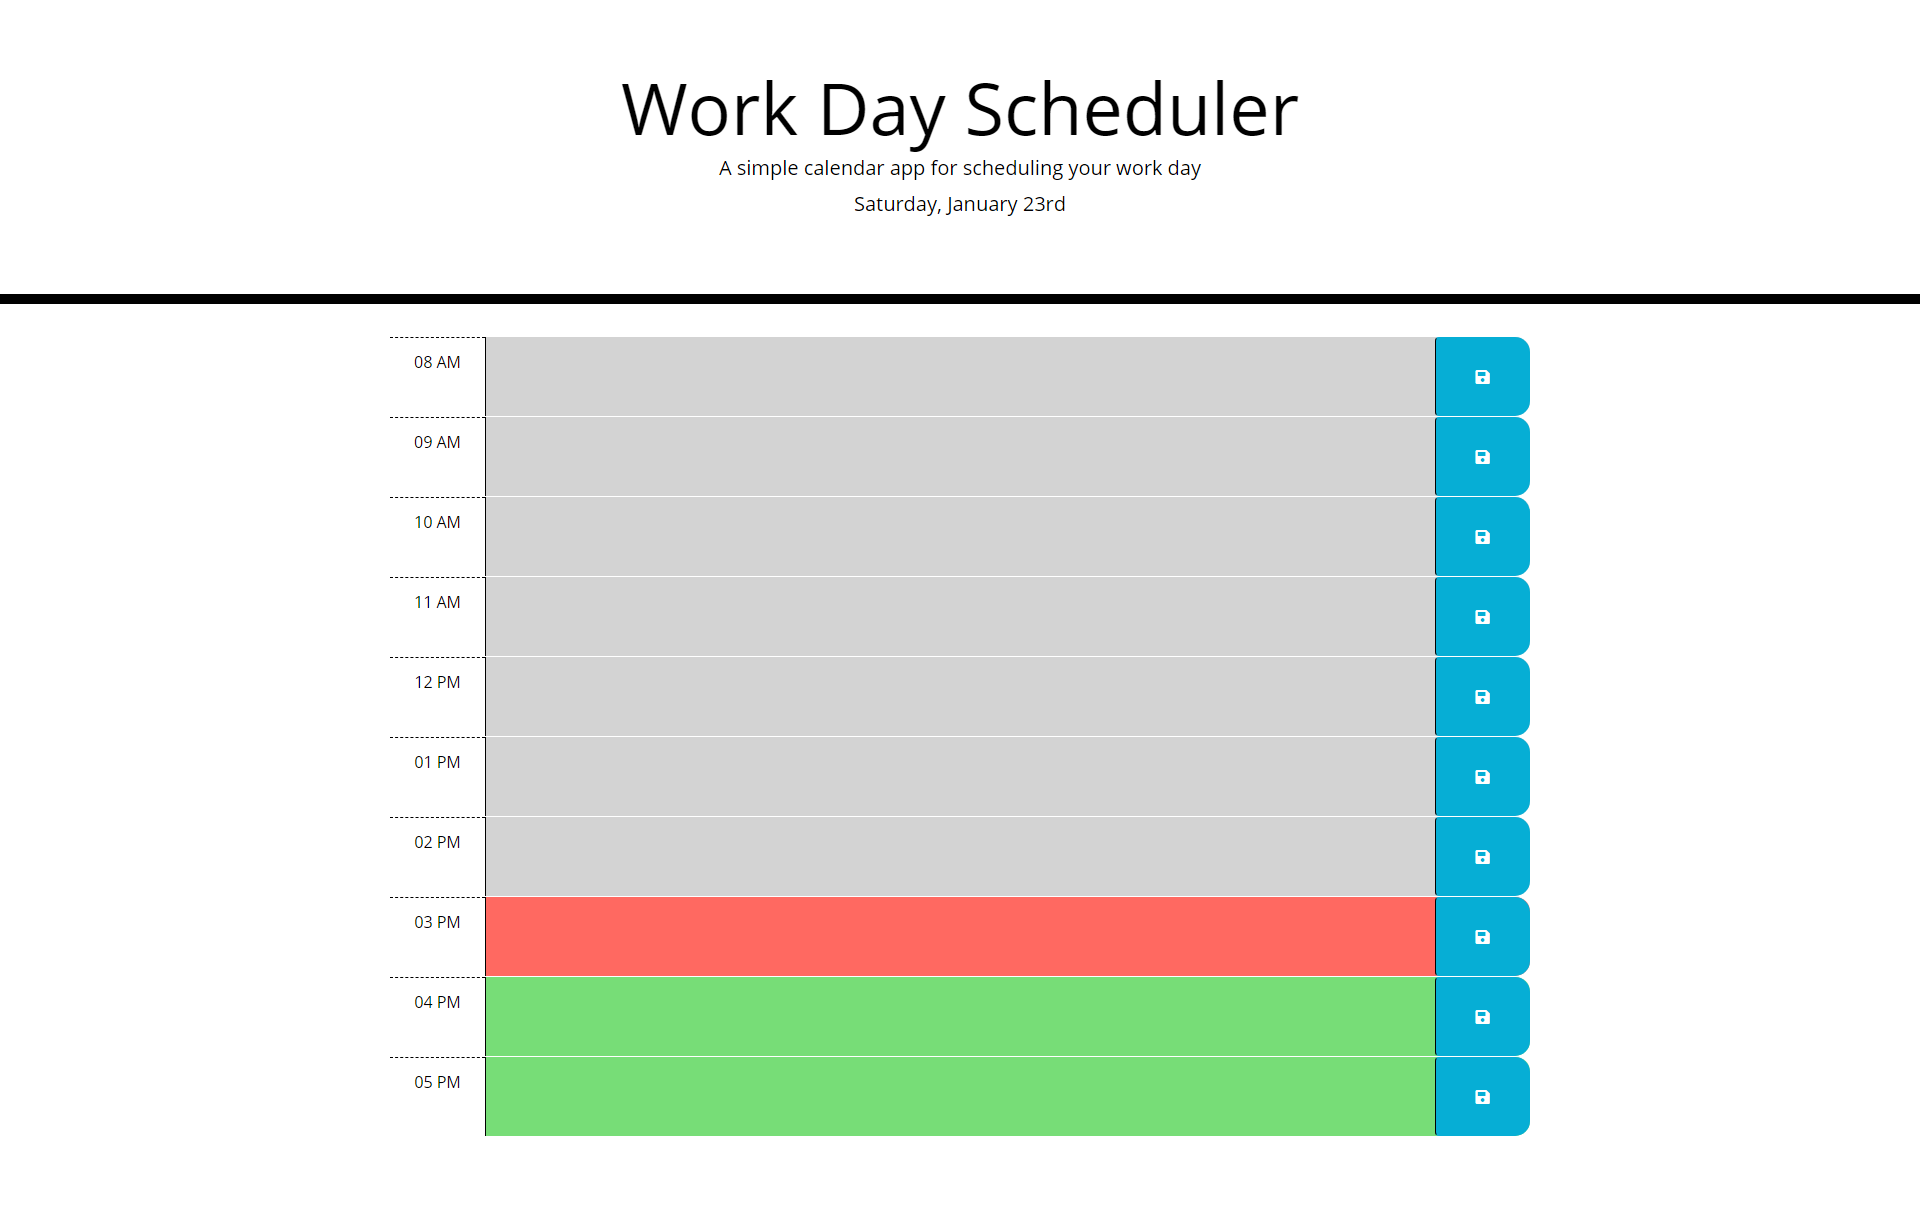 Work Day Scheduler
A simple calendar app for scheduling your work day
Saturday, January 23rd
08 AM
09 AM
10 AM
11 AM
12 PM
01 PM
02 PM
03 PM
04 PM
05 PM